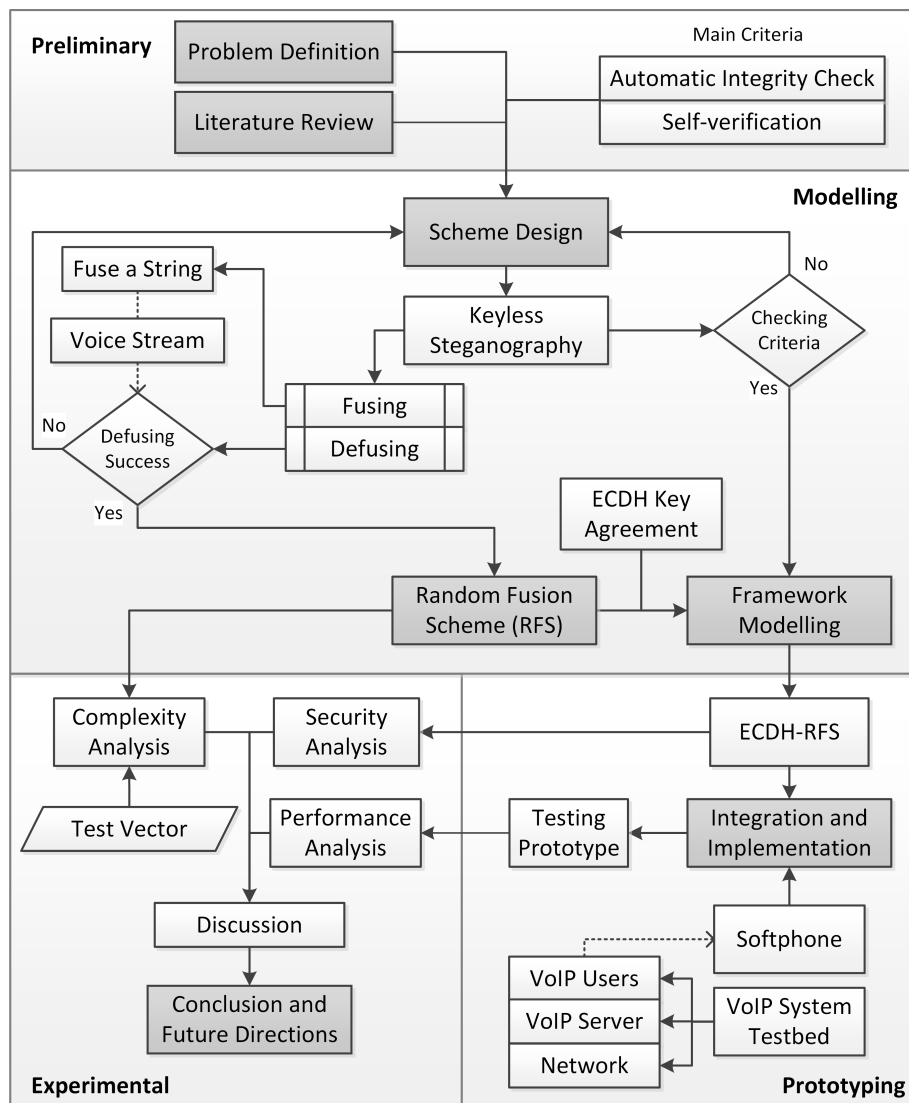 Preliminary
Problem Definition
Literature Review
Main Criteria
Automatic Integrity Check
Self-verification
Modelling
Scheme Design
Fuse a String
Voice Stream
Keyless
Steganography
No
Checking
Criteria
Yes
Fusing
Defusing
No
Defusing
Success
Yes
ECDH Key
Agreement
Random Fusion
Scheme (RFS)
Framework
Modelling
Complexity
Analysis
Security
Analysis
ECDH-RFS
Test Vector
Performance
Analysis
Testing
Prototype
Integration and
Implementation
Discussion
Softphone
Conclusion and
Future Directions
VoIP Users
VoIP Server
Network
VoIP System
Testbed
Experimental
Prototyping